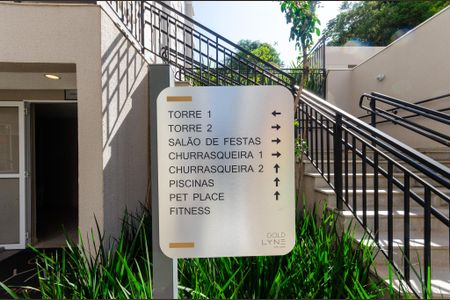 TORRE 1 ←
TORRE 2 →
SALÃO DE FESTAS →
CHURRASQUEIRA 1 →
CHURRASQUEIRA 2 ↑
PISCINAS ↑
PET PLACE ↑
FITNESS
GOLD
LYNE